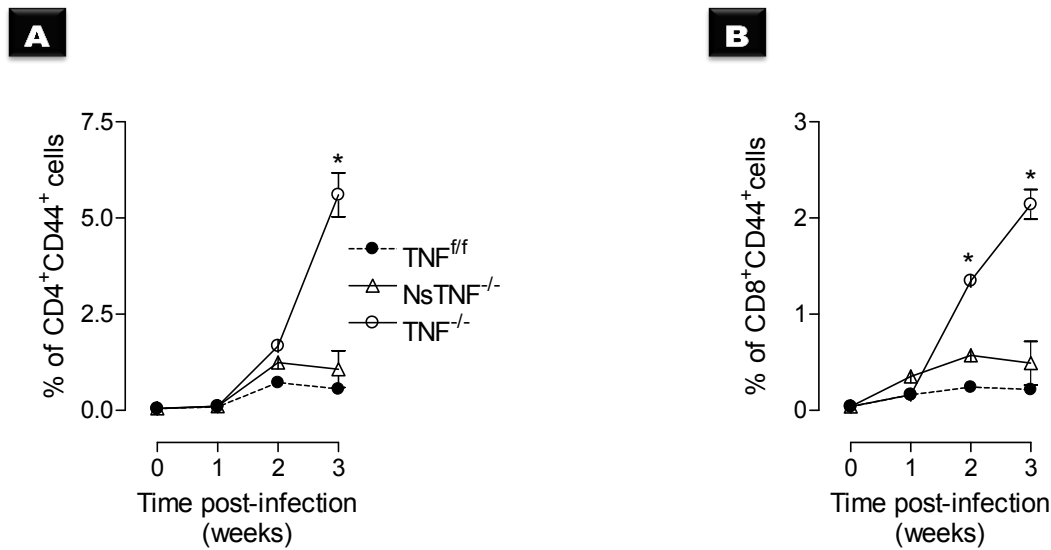 A
B
7.5
5.0
2.5
0.0
% of CD4⁺CD44⁺ cells
*
TNF^f/f
NsTNF^-/-
TNF^-/-
0 1 2 3
Time post-infection
(weeks)
3
2
1
0
% of CD8⁺CD44⁺cells
*
*
0 1 2 3
Time post-infection
(weeks)